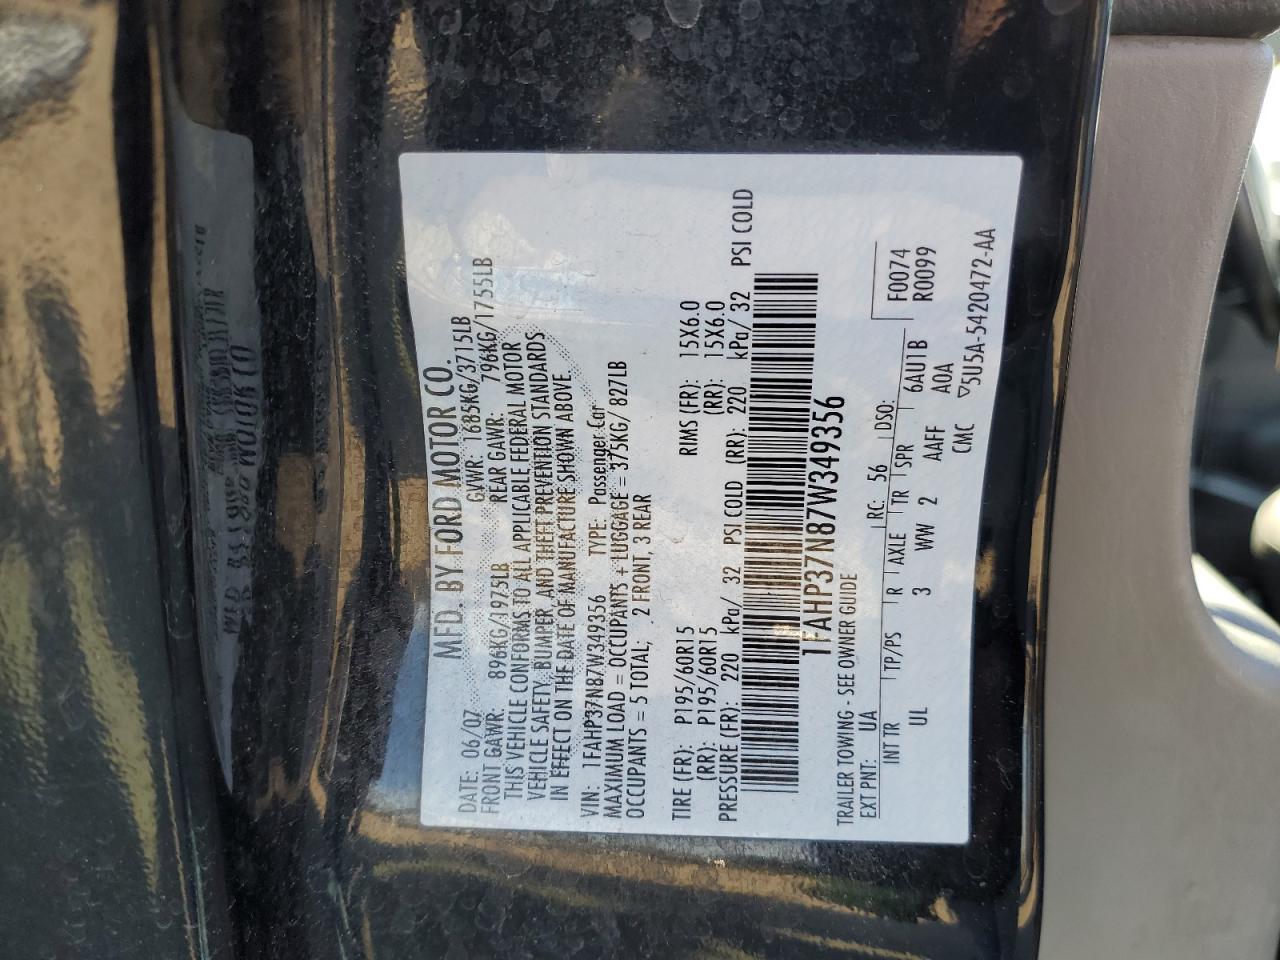 MFD. BY FORD MOTOR CO.
DATE: 06/07 GVWR: 1685KG/3715LB
FRONT GAWR: 896KG/1975LB REAR GAWR: 796KG/1755LB
THIS VEHICLE CONFORMS TO ALL APPLICABLE FEDERAL MOTOR
VEHICLE SAFETY, BUMPER, AND THEFT PREVENTION STANDARDS
IN EFFECT ON THE DATE OF MANUFACTURE SHOWN ABOVE.
VIN: 1FAHP37N87W349356 TYPE: Passenger Car
MAXIMUM LOAD = OCCUPANTS + LUGGAGE = 375KG/ 827LB
OCCUPANTS = 5 TOTAL; 2 FRONT, 3 REAR
TIRE (FR): P195/60R15 RIMS (FR): 15X6.0
(RR): P195/60R15 (RR): 15X6.0
PRESSURE (FR): 220 kPa/ 32 PSI COLD (RR): 220 kPa/ 32 PSI COLD
1FAHP37N87W349356
TRAILER TOWING - SEE OWNER GUIDE
F0074
R0099
EXT PNT: UA RC: 56 DSO:
INT TR TP/PS R AXLE TR SPR 6AU1B
UL 3 WW 2 AFF A0A
CMC ▽5U5A-5420472-AA